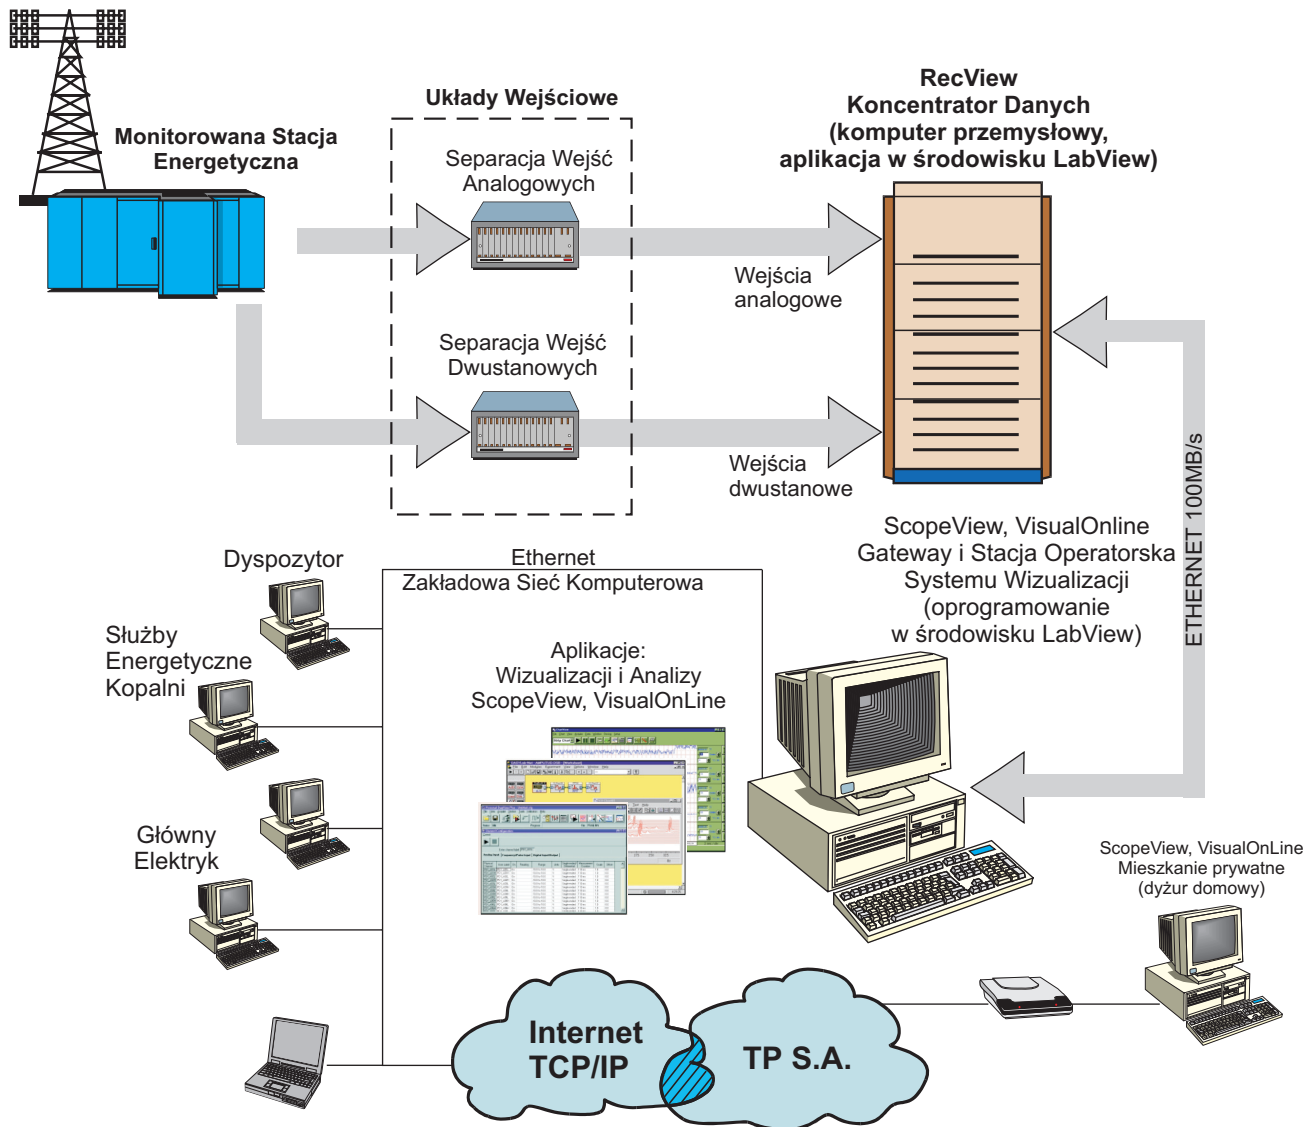 Monitorowana Stacja
Energetyczna
Układy Wejściowe
Separacja Wejść
Analogowych
Separacja Wejść
Dwustanowych
RecView
Koncentrator Danych
(komputer przemysłowy,
aplikacja w środowisku LabView)
Wejścia
analogowe
Wejścia
dwustanowe
ETHERNET 100MB/s
ScopeView, VisualOnline
Gateway i Stacja Operatorska
Systemu Wizualizacji
(oprogramowanie
w środowisku LabView)
Ethernet
Zakładowa Sieć Komputerowa
Dyspozytor
Służby
Energetyczne
Kopalni
Główny
Elektryk
Aplikacje:
Wizualizacji i Analizy
ScopeView, VisualOnLine
ScopeView, VisualOnLine
Mieszkanie prywatne
(dyżur domowy)
Internet
TCP/IP
TP S.A.